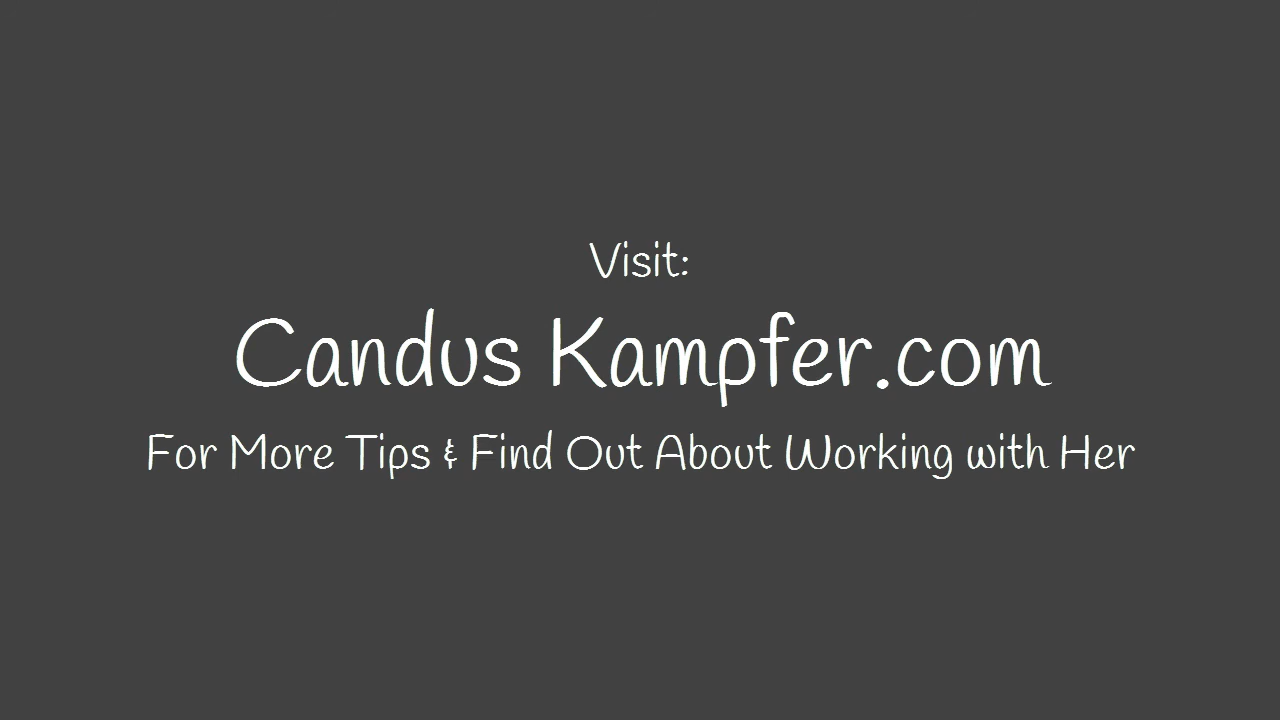 Visit:
Candus Kampfer.com
For More Tips & Find Out About Working with Her